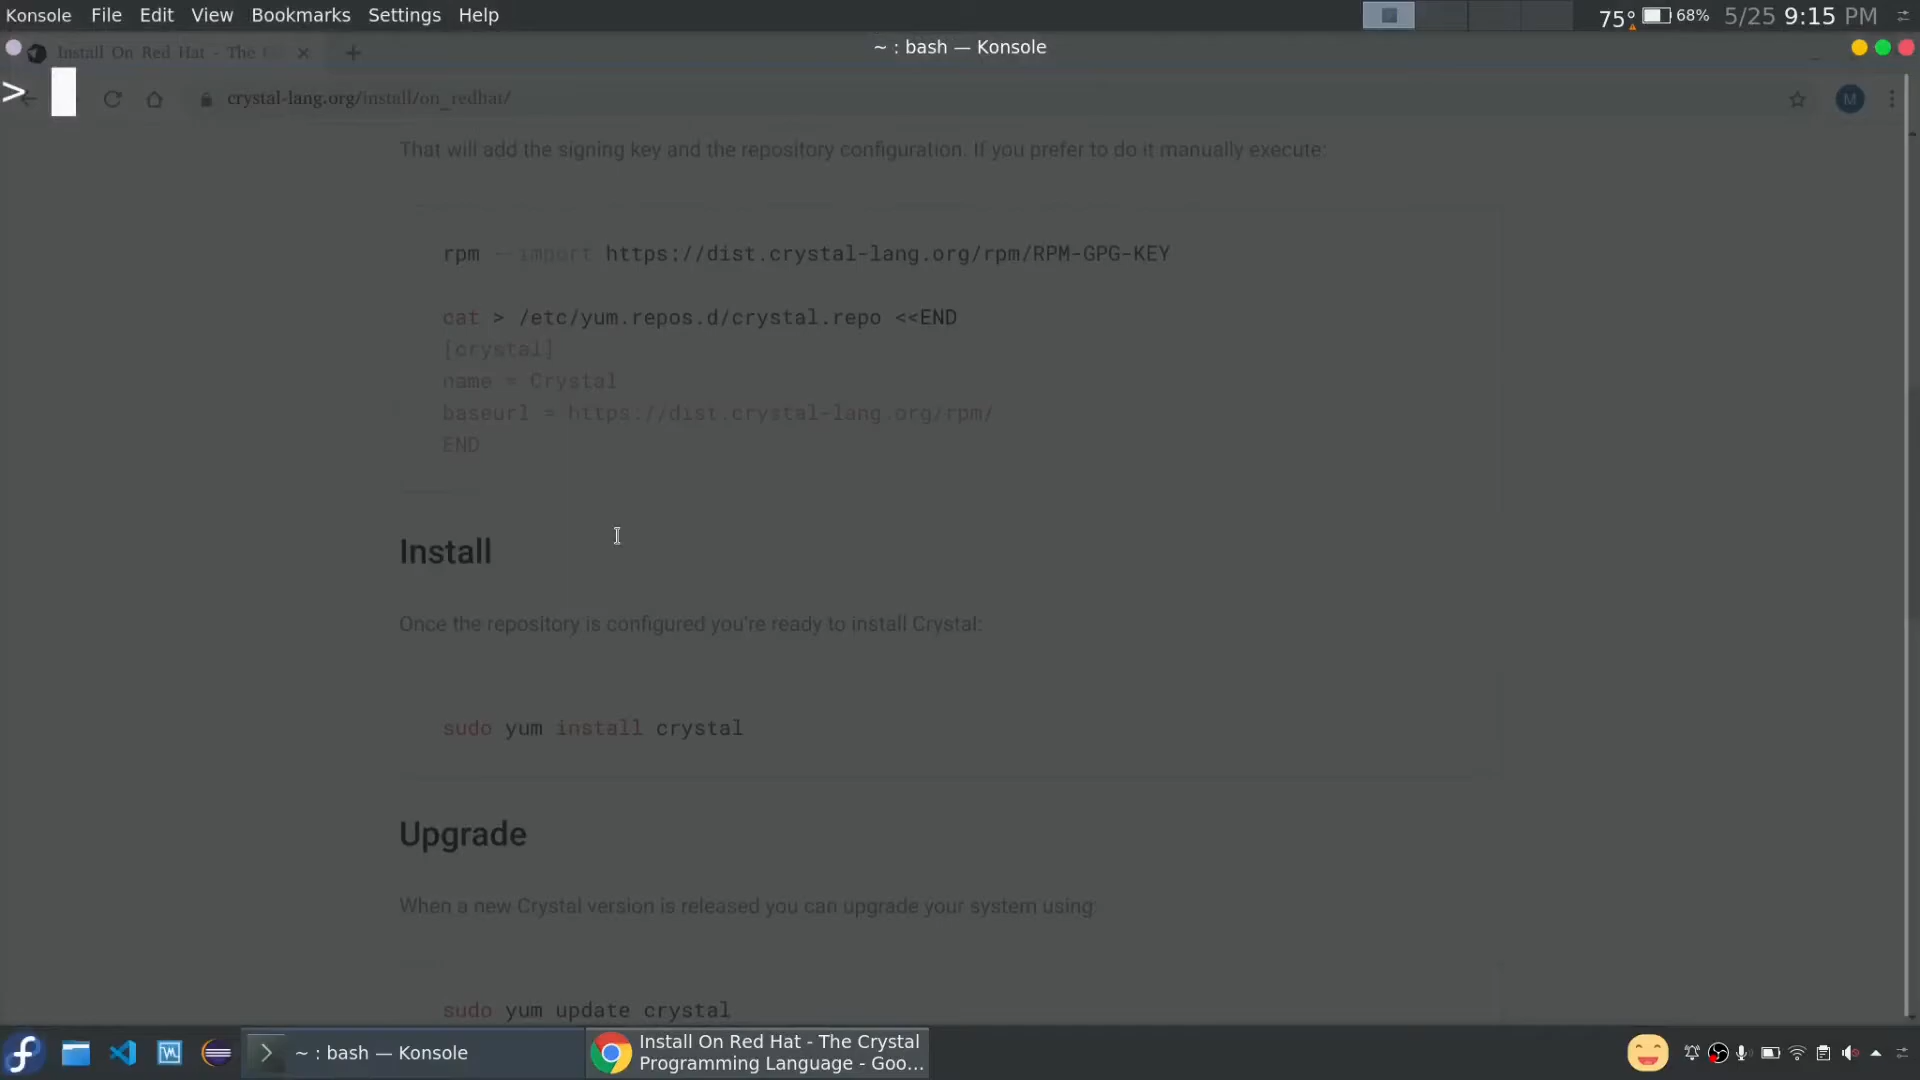 Konsole File Edit View Bookmarks Settings Help
75° 68% 5/25 9:15 PM
Install On Red Hat - The C
~ : bash — Konsole
>
crystal-lang.org/install/on_redhat/
M
That will add the signing key and the repository configuration. If you prefer to do it manually execute:
rpm --import https://dist.crystal-lang.org/rpm/RPM-GPG-KEY
cat > /etc/yum.repos.d/crystal.repo <<END
[crystal]
name = Crystal
baseurl = https://dist.crystal-lang.org/rpm/
END
Install
Once the repository is configured you're ready to install Crystal:
sudo yum install crystal
Upgrade
When a new Crystal version is released you can upgrade your system using:
sudo yum update crystal
~ : bash — Konsole
Install On Red Hat - The Crystal
Programming Language - Goo...